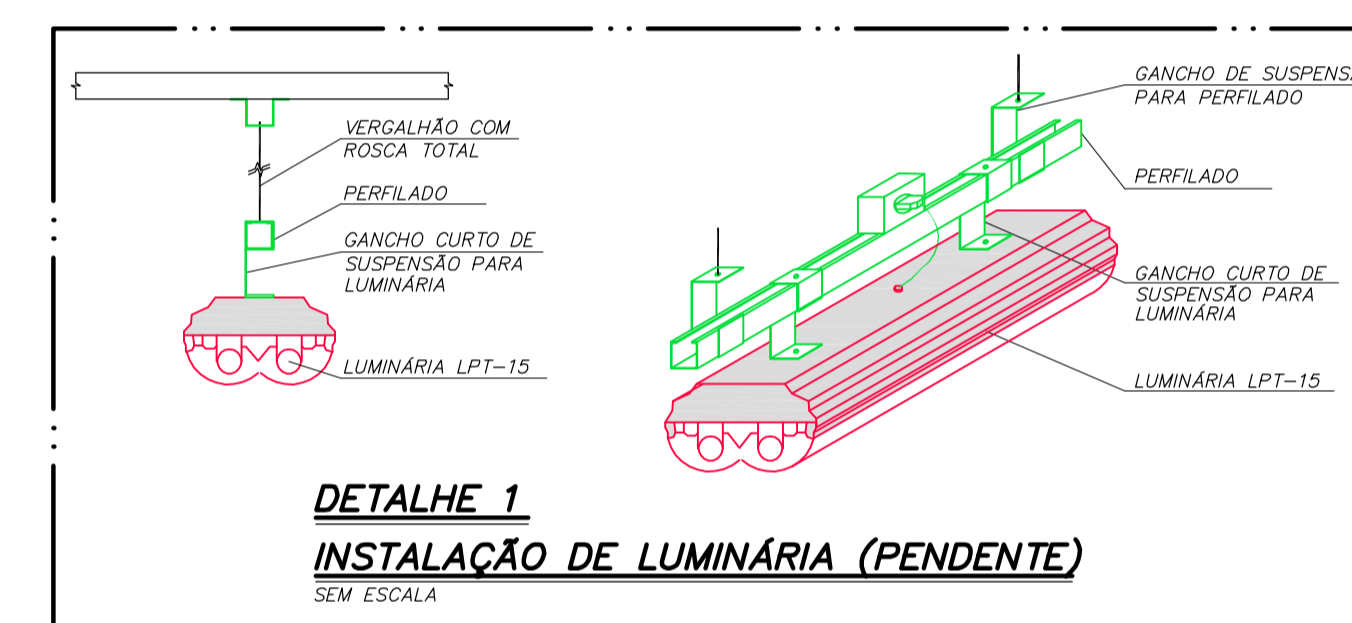 VERGALHÃO COM
ROSCA TOTAL
PERFILADO
GANCHO CURTO DE
SUSPENSÃO PARA
LUMINÁRIA
LUMINÁRIA LPT-15
GANCHO DE SUSPENS
PARA PERFILADO
PERFILADO
GANCHO CURTO DE
SUSPENSÃO PARA
LUMINÁRIA
LUMINÁRIA LPT-15
DETALHE 1
INSTALAÇÃO DE LUMINÁRIA (PENDENTE)
SEM ESCALA